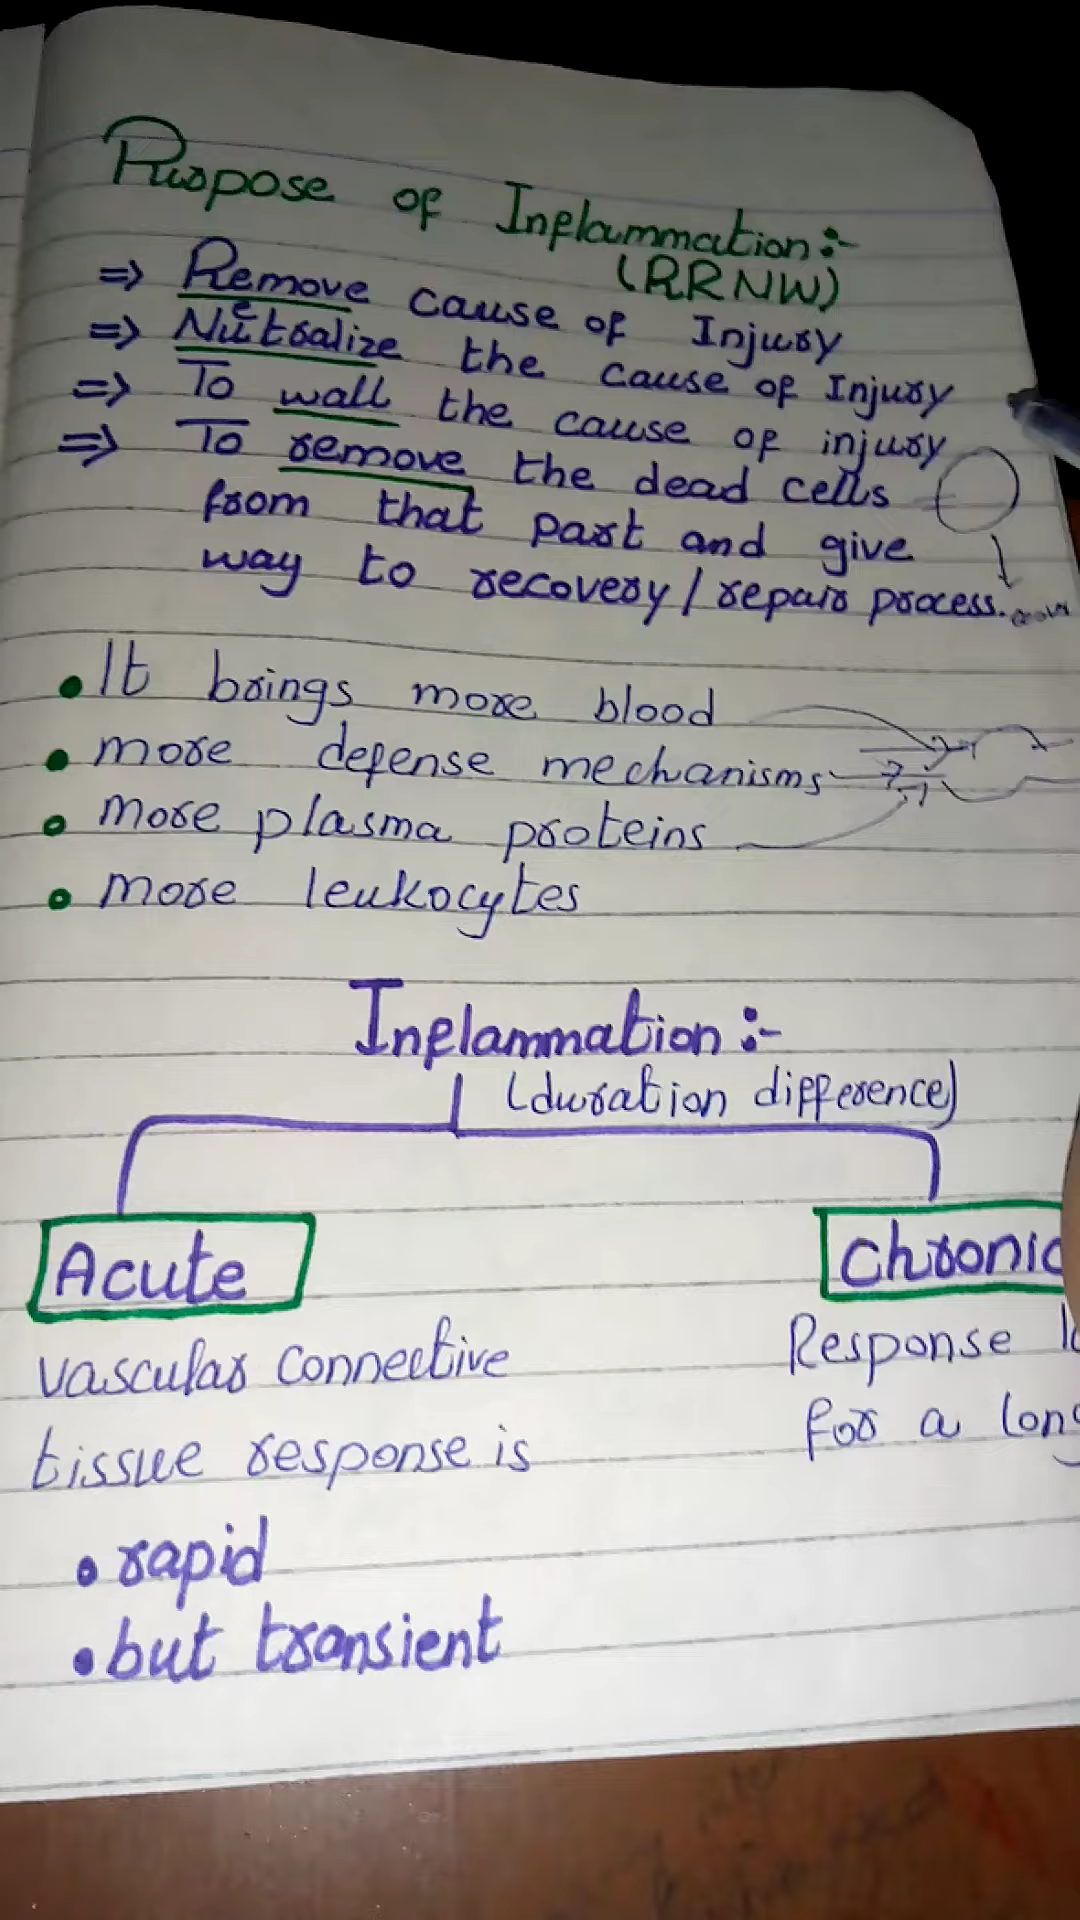 Purpose of Inflammation:-
(RRNW)
⇒ Remove cause of Injury
⇒ Nuetralize the cause of Injury
⇒ To wall the cause of injury
⇒ To remove the dead cells
from that part and give
way to recovery / repair process.
• It brings more blood
• more defense mechanisms
• more plasma proteins
• more leukocytes
Inflammation :-
(duration difference)
Acute
Chronic
vascular connective
tissue response is
• rapid
• but transient
Response
for a long